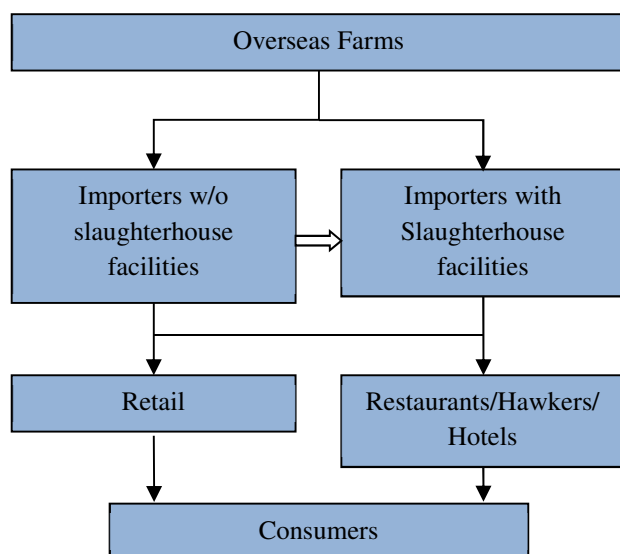 Overseas Farms
Importers w/o
slaughterhouse
facilities
Importers with
Slaughterhouse
facilities
Retail
Restaurants/Hawkers/
Hotels
Consumers